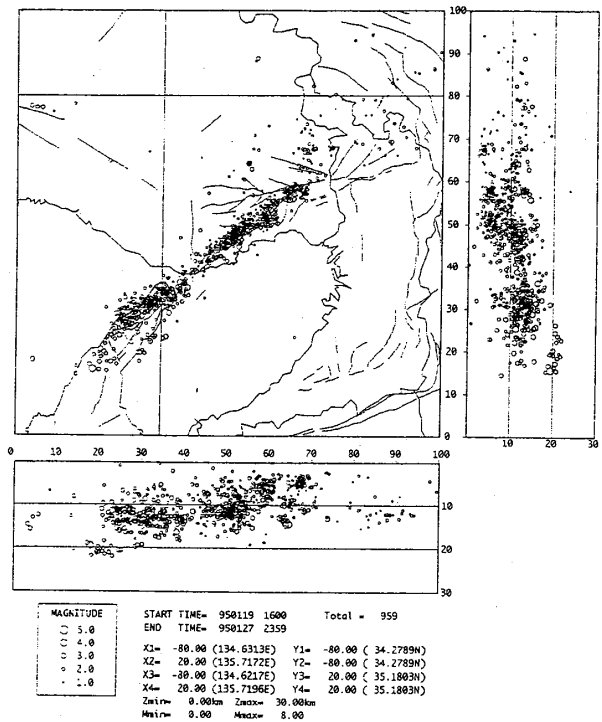 100
90
80
70
60
50
40
30
20
10
0
10 20 30
0 10 20 30 40 50 60 70 80 90 100
10
20
30
MAGNITUDE
5.0
4.0
3.0
2.0
1.0
START TIME= 950119 1600 Total = 959
END TIME= 950127 2359
X1= -80.00 (134.6313E) Y1= -80.00 ( 34.2789N)
X2= 20.00 (135.7172E) Y2= -80.00 ( 34.2789N)
X3= -80.00 (134.6217E) Y3= 20.00 ( 35.1803N)
X4= 20.00 (135.7196E) Y4= 20.00 ( 35.1803N)
Zmin= 0.00km Zmax= 30.00km
Mmin= 0.00 Mmax= 8.00